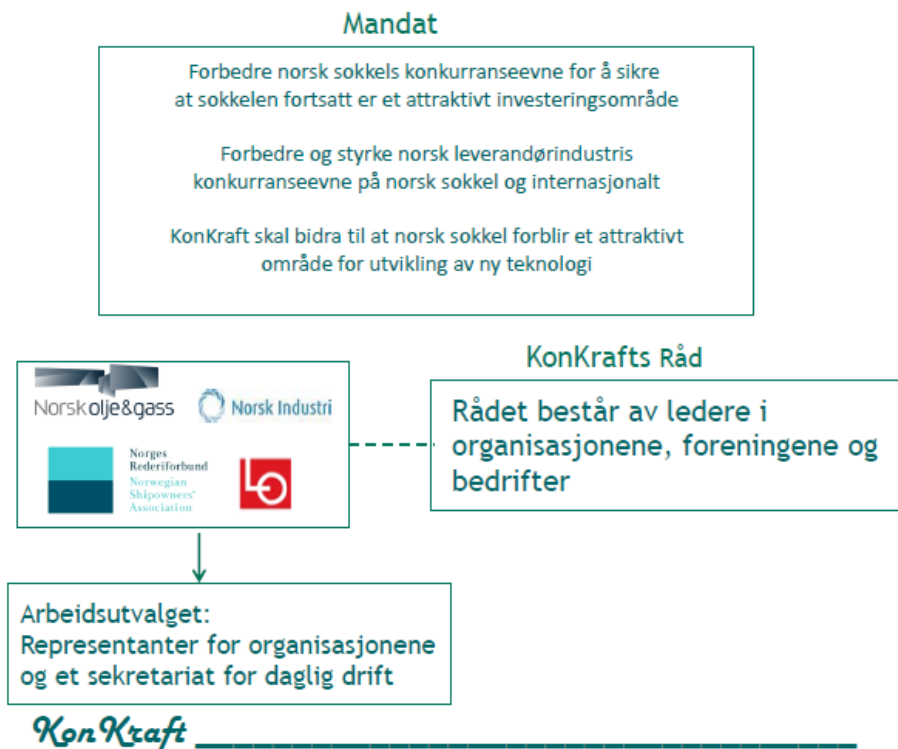 Mandat
Forbedre norsk sokkels konkurranseevne for å sikre
at sokkelen fortsatt er et attraktivt investeringsområde
Forbedre og styrke norsk leverandørindustris
konkurranseevne på norsk sokkel og internasjonalt
KonKraft skal bidra til at norsk sokkel forblir et attraktivt
område for utvikling av ny teknologi
Norskolje&gass
Norsk Industri
Norges
Rederiforbund
Norwegian
Shipowners'
Association
LO
KonKrafts Råd
Rådet består av ledere i
organisasjonene, foreningene og
bedrifter
Arbeidsutvalget:
Representanter for organisasjonene
og et sekretariat for daglig drift
KonKraft